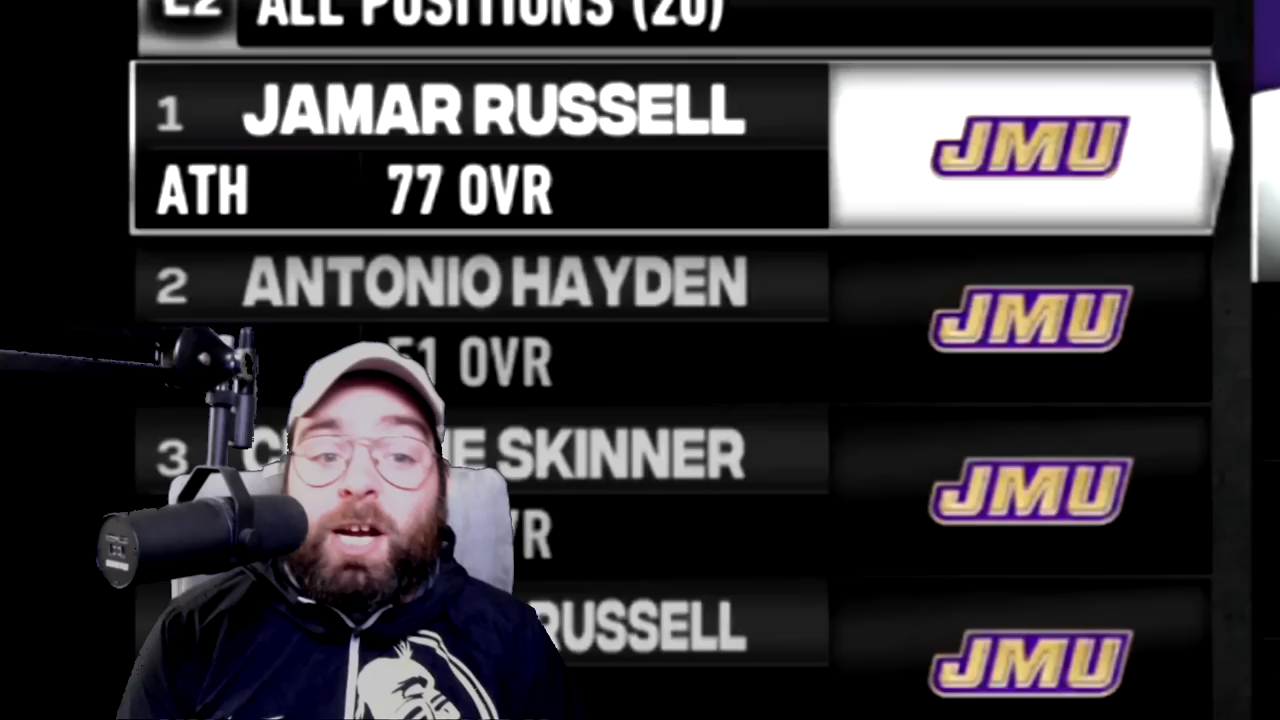 ALL POSITIONS (20)
1 JAMAR RUSSELL JMU
ATH 77 OVR
2 ANTONIO HAYDEN JMU
51 OVR
3 SKINNER JMU
RUSSELL JMU